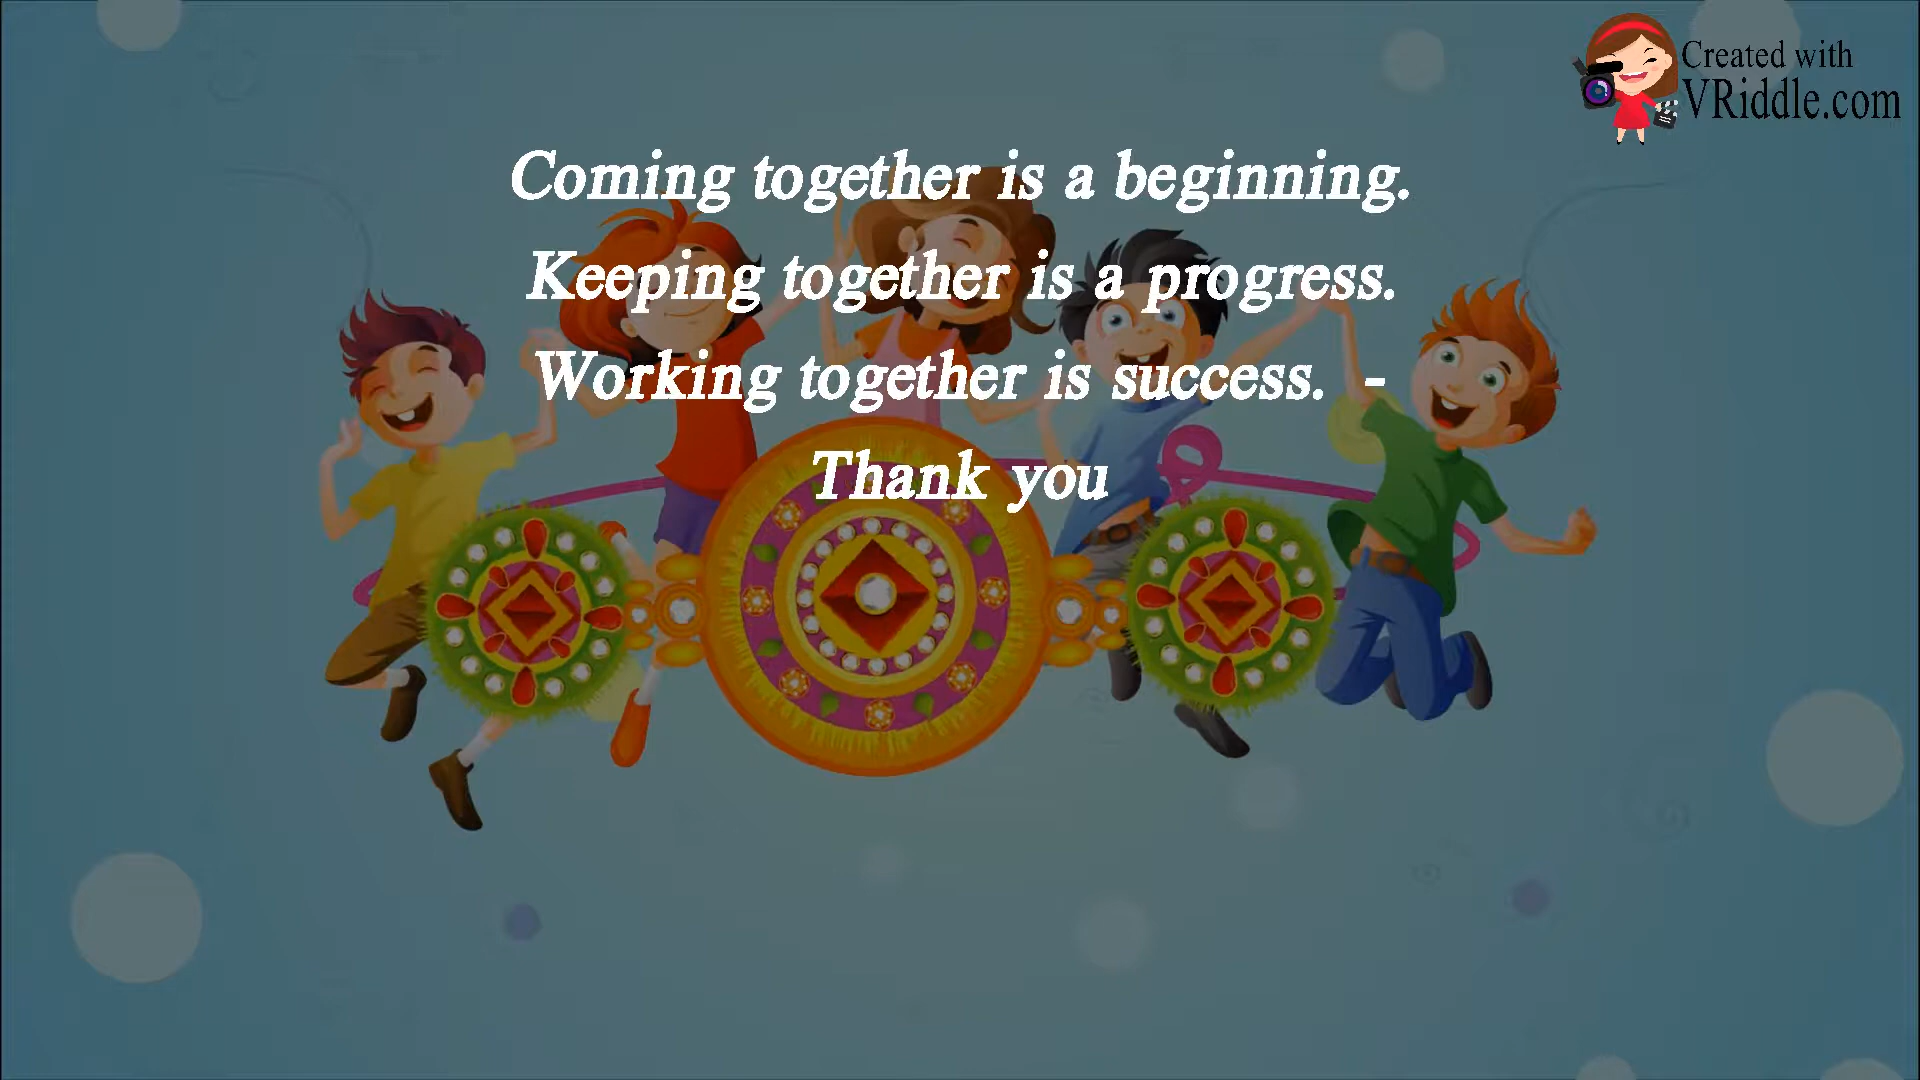 Created with
VRiddle.com
Coming together is a beginning.
Keeping together is a progress.
Working together is success. -
Thank you